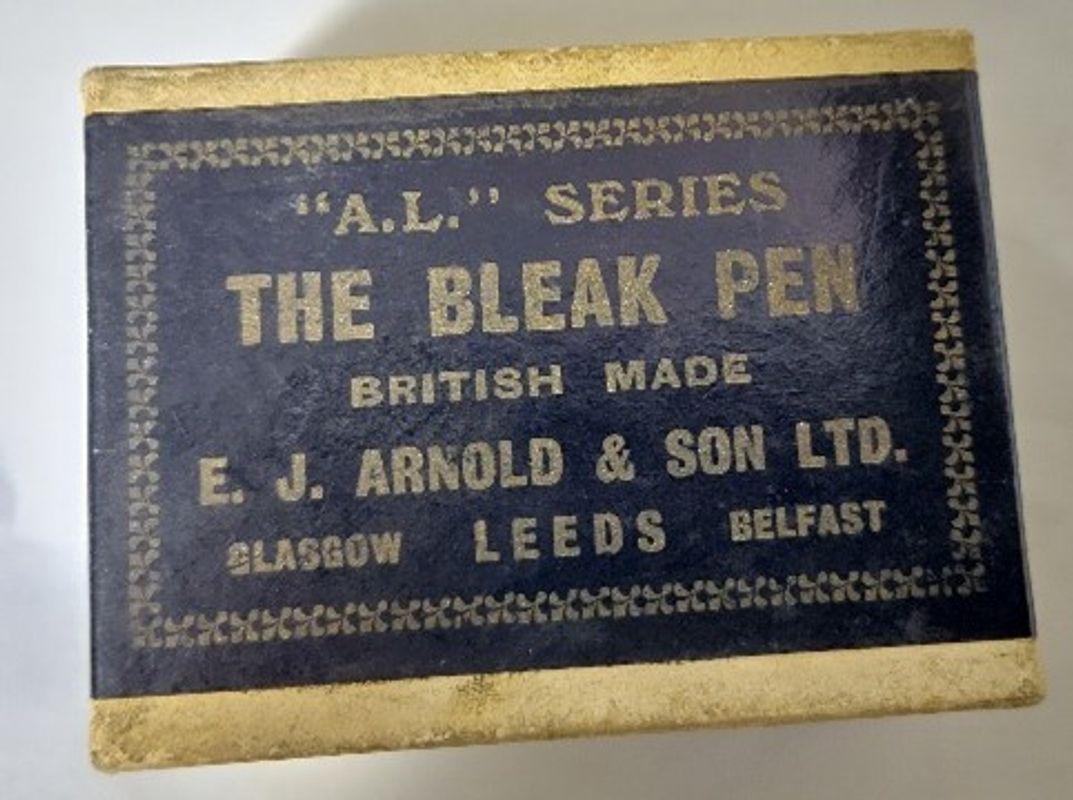 "A.L." SERIES
THE BLEAK PEN
BRITISH MADE
E. J. ARNOLD & SON LTD.
GLASGOW LEEDS BELFAST